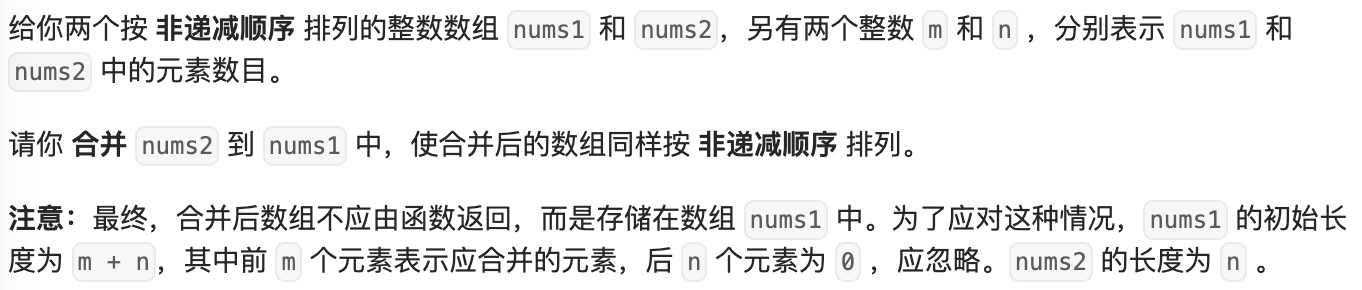 给你两个按 非递减顺序 排列的整数数组 nums1 和 nums2，另有两个整数 m 和 n ，分别表示 nums1 和
nums2 中的元素数目。
请你 合并 nums2 到 nums1 中，使合并后的数组同样按 非递减顺序 排列。
注意：最终，合并后数组不应由函数返回，而是存储在数组 nums1 中。为了应对这种情况，nums1 的初始长
度为 m + n，其中前 m 个元素表示应合并的元素，后 n 个元素为 0 ，应忽略。nums2 的长度为 n 。